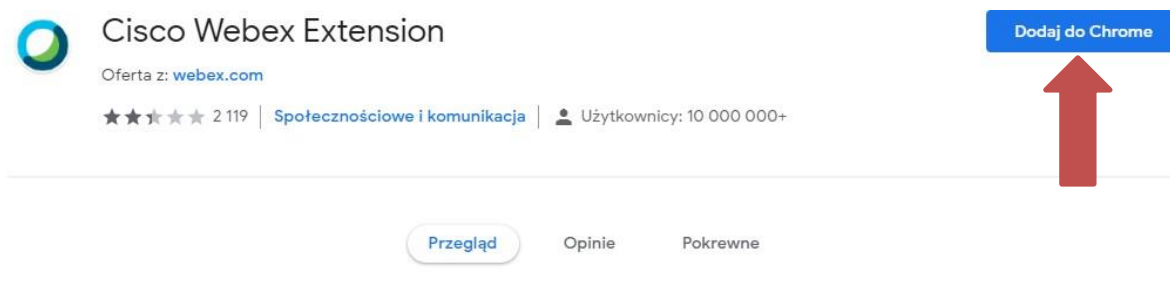 Cisco Webex Extension
Dodaj do Chrome
Oferta z: webex.com
2 119 | Społecznościowe i komunikacja | Użytkownicy: 10 000 000+
Przegląd Opinie Pokrewne